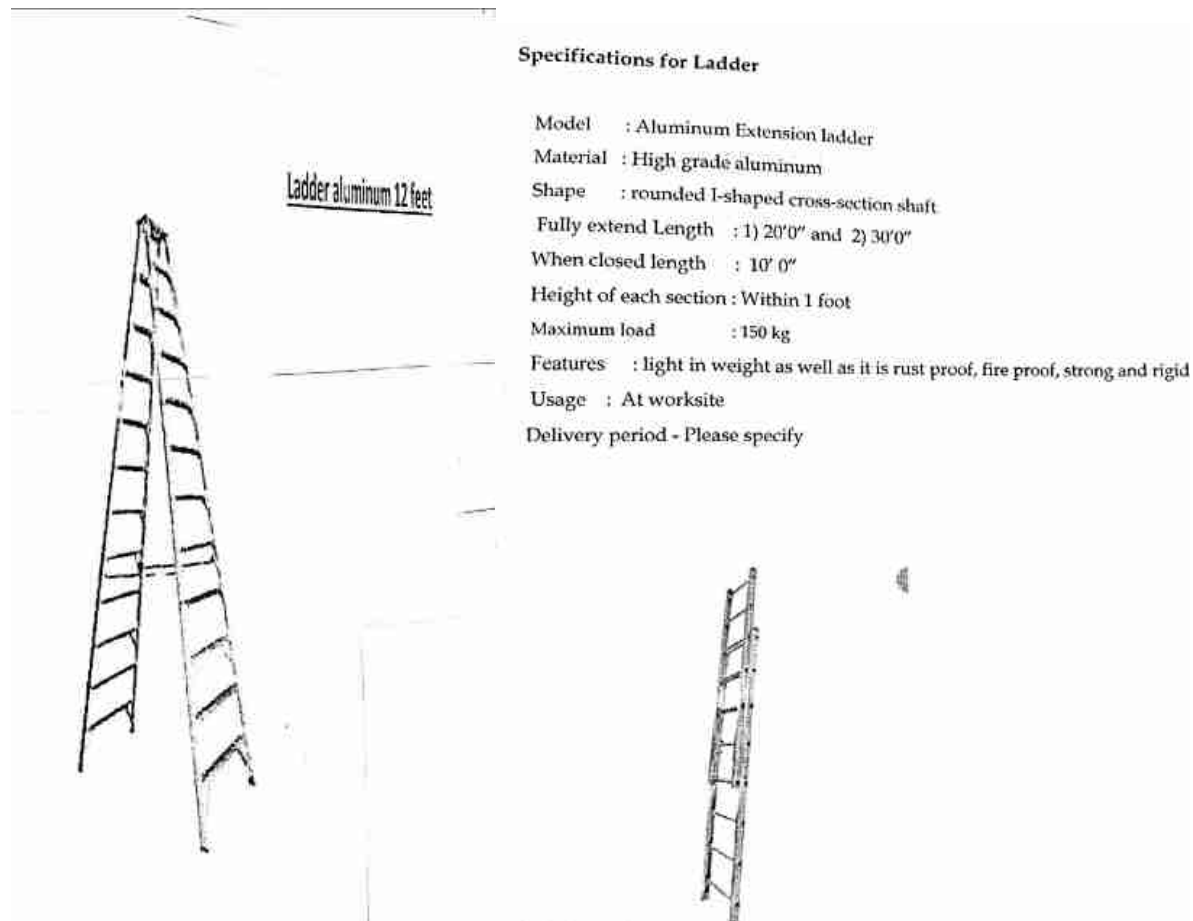 Ladder aluminum 12 feet
Specifications for Ladder
Model : Aluminum Extension ladder
Material : High grade aluminum
Shape : rounded I-shaped cross-section shaft
Fully extend Length : 1) 20'0" and 2) 30'0"
When closed length : 10' 0"
Height of each section : Within 1 foot
Maximum load : 150 kg
Features : light in weight as well as it is rust proof, fire proof, strong and rigid
Usage : At worksite
Delivery period - Please specify